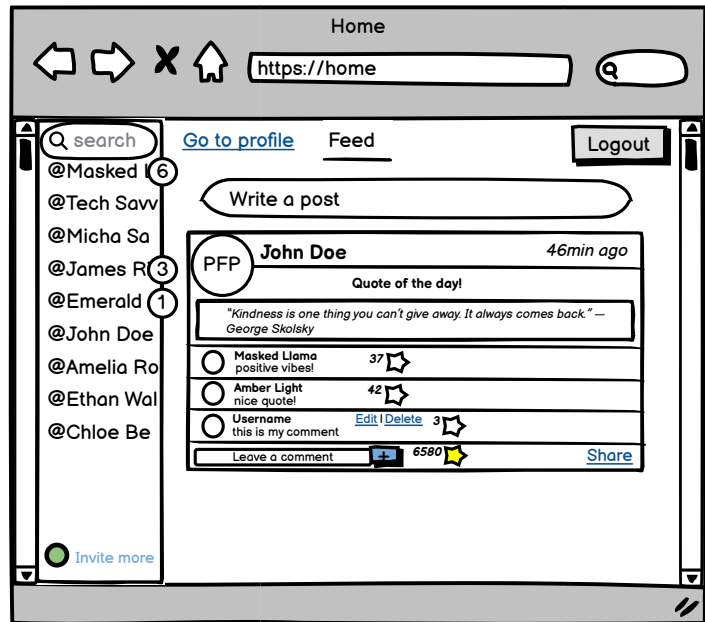 Home
https://home
search
Go to profile
Feed
Logout
@Masked L
6
@Tech Savv
@Micha Sa
@James R
3
@Emerald
1
@John Doe
@Amelia Ro
@Ethan Wal
@Chloe Be
Invite more
Write a post
PFP
John Doe
46min ago
Quote of the day!
"Kindness is one thing you can't give away. It always comes back." —
George Skolsky
Masked Llama 37
positive vibes!
Amber Light 42
nice quote!
Username Edit | Delete 3
this is my comment
Leave a comment + 6580 Share